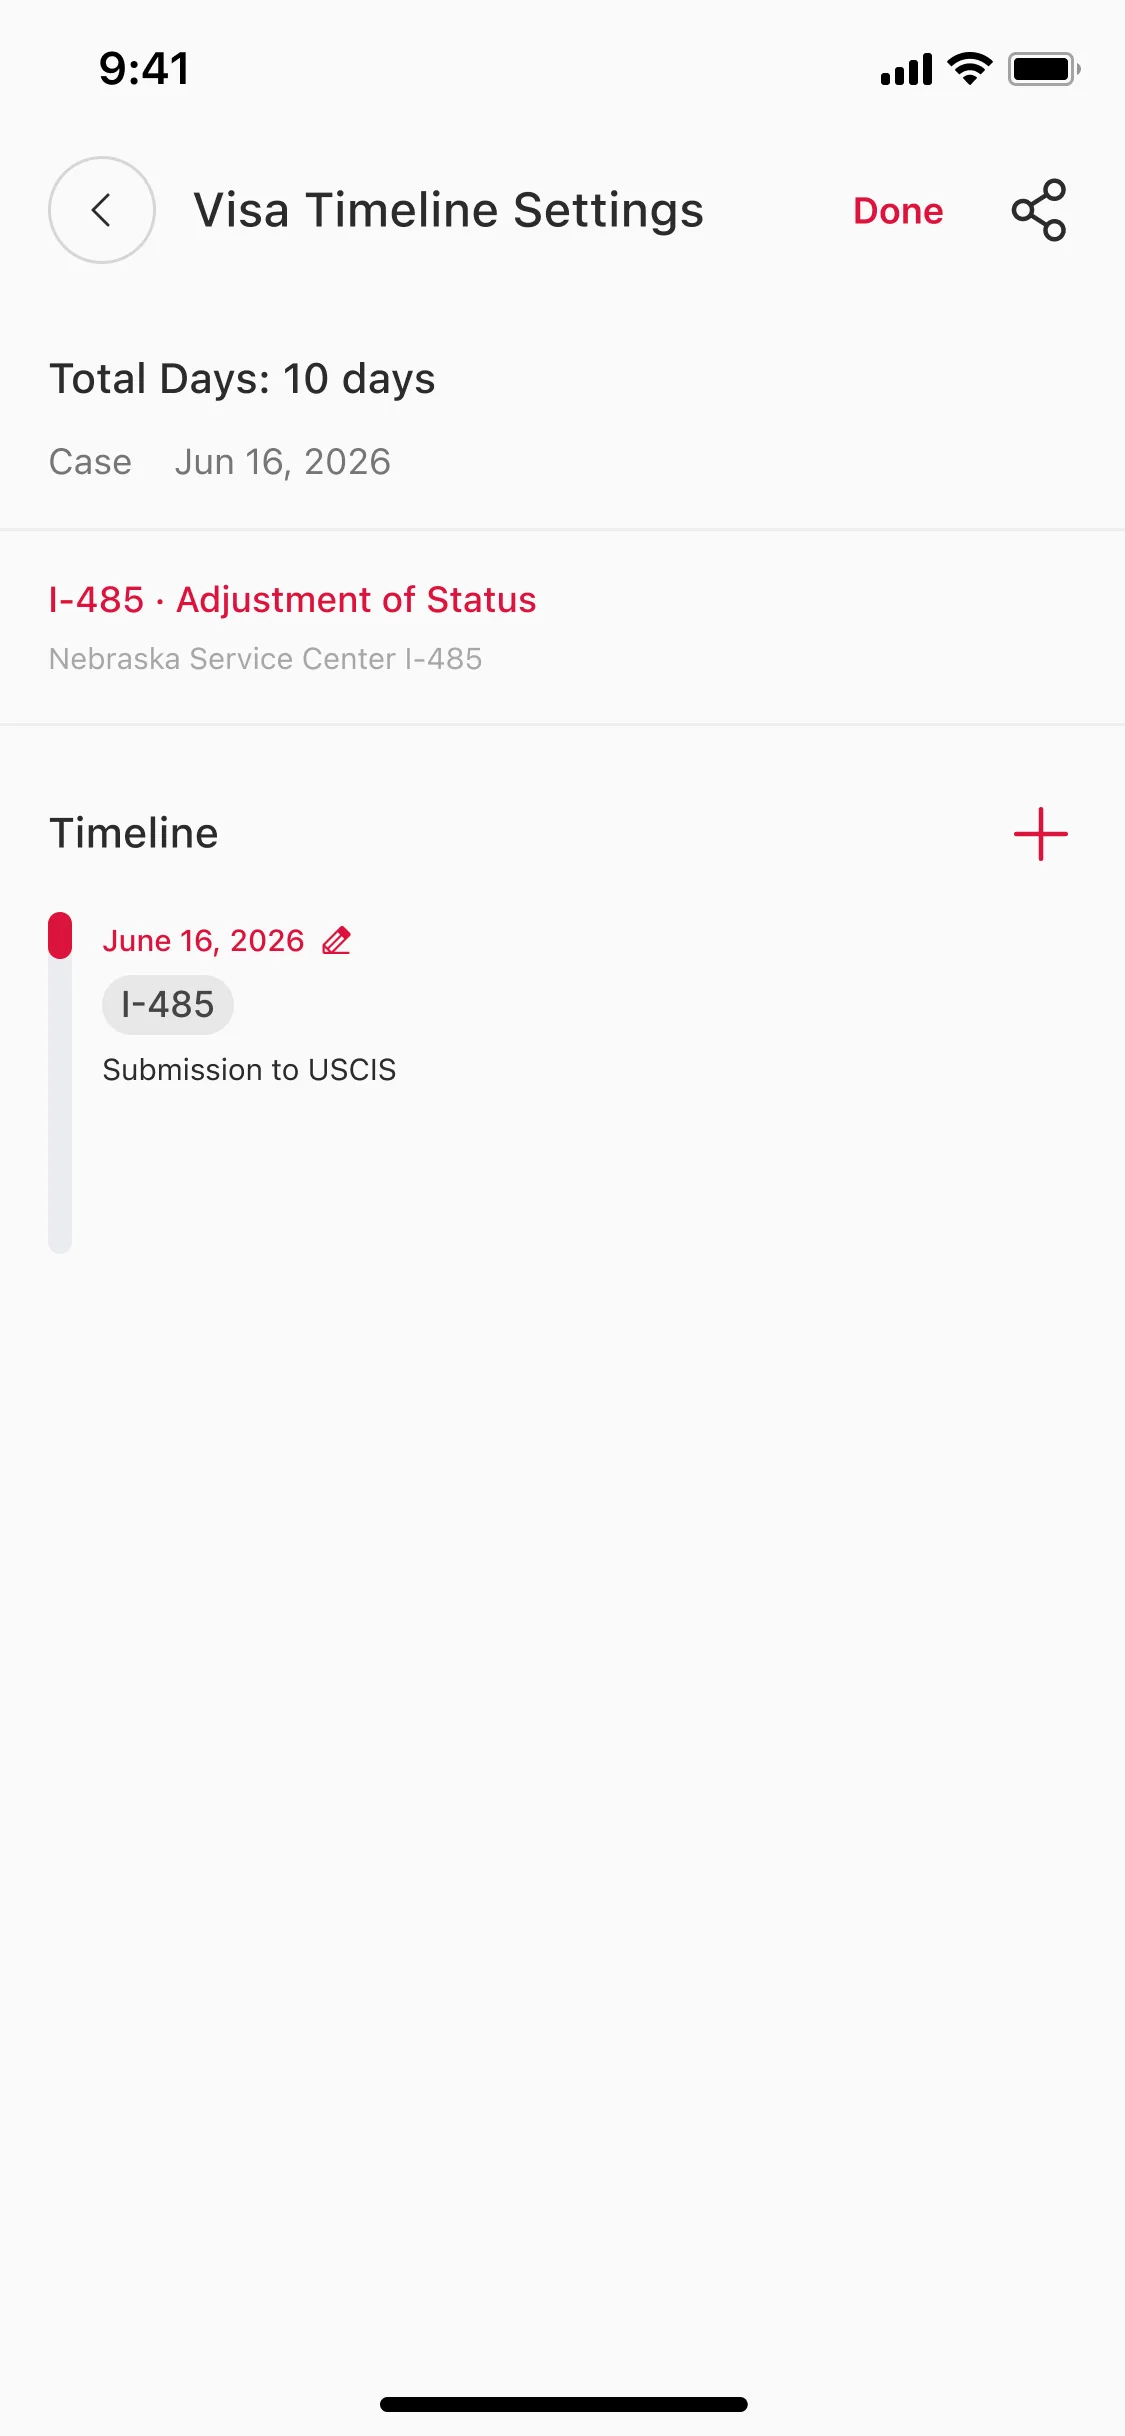 9:41
Visa Timeline Settings
Done
Total Days: 10 days
Case Jun 16, 2026
I-485 · Adjustment of Status
Nebraska Service Center I-485
Timeline
June 16, 2026
I-485
Submission to USCIS